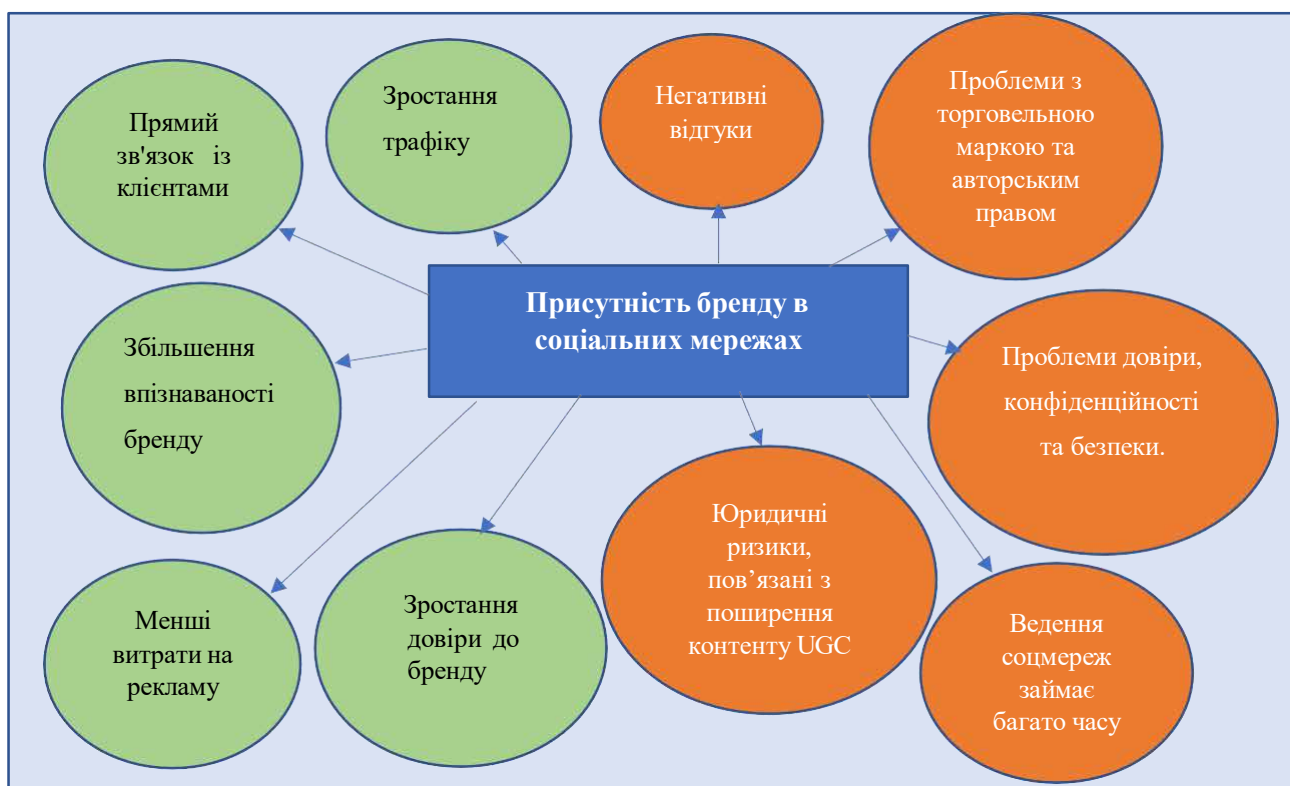 Прямий
зв'язок із
клієнтами
Зростання
трафіку
Негативні
відгуки
Проблеми з
торговельною
маркою та
авторським
правом
Присутність бренду в
соціальних мережах
Збільшення
впізнаваності
бренду
Проблеми довіри,
конфіденційності
та безпеки.
Менші
витрати на
рекламу
Зростання
довіри до
бренду
Юридичні
ризики,
пов’язані з
поширення
контенту UGC
Ведення
соцмереж
займає
багато часу